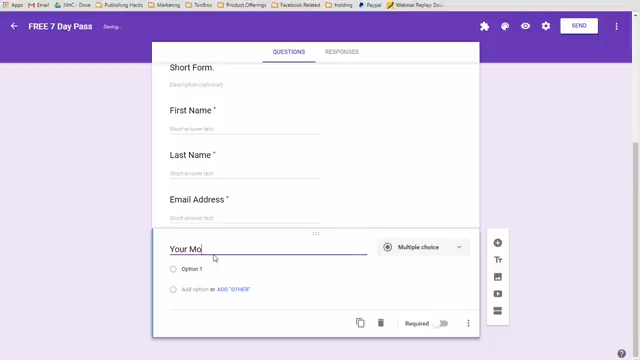 Apps Gmail NHC - Drive Publishing Hacks Marketing Toolbox Product Offerings Facebook Related Holding Paypal Webinar Replay:
FREE 7 Day Pass Saving... SEND
QUESTIONS RESPONSES
Short Form.
Description (optional)
First Name *
Short answer text
Last Name *
Short answer text
Email Address *
Short answer text
Your Mo Multiple choice
Option 1
Add option or ADD "OTHER"
Required
Tr